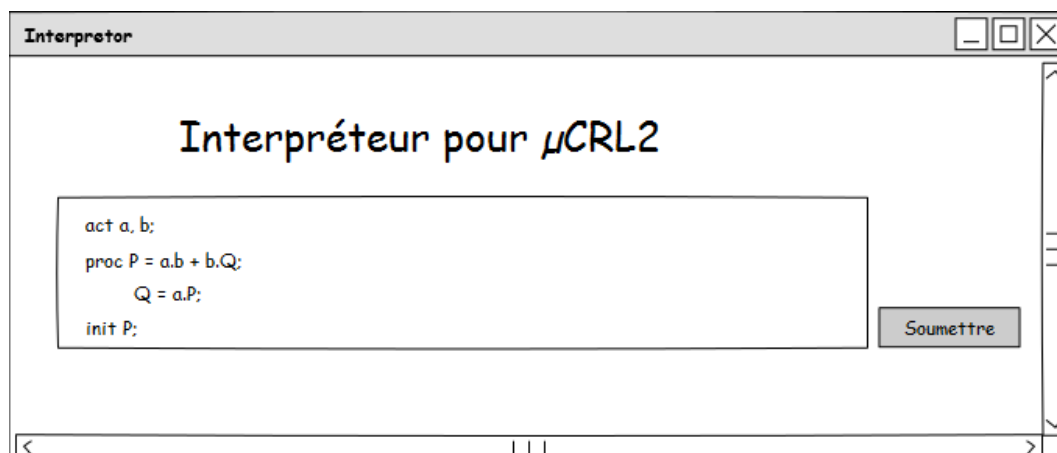 Interpretor
Interpréteur pour µCRL2
act a, b;
proc P = a.b + b.Q;
Q = a.P;
init P;
Soumettre